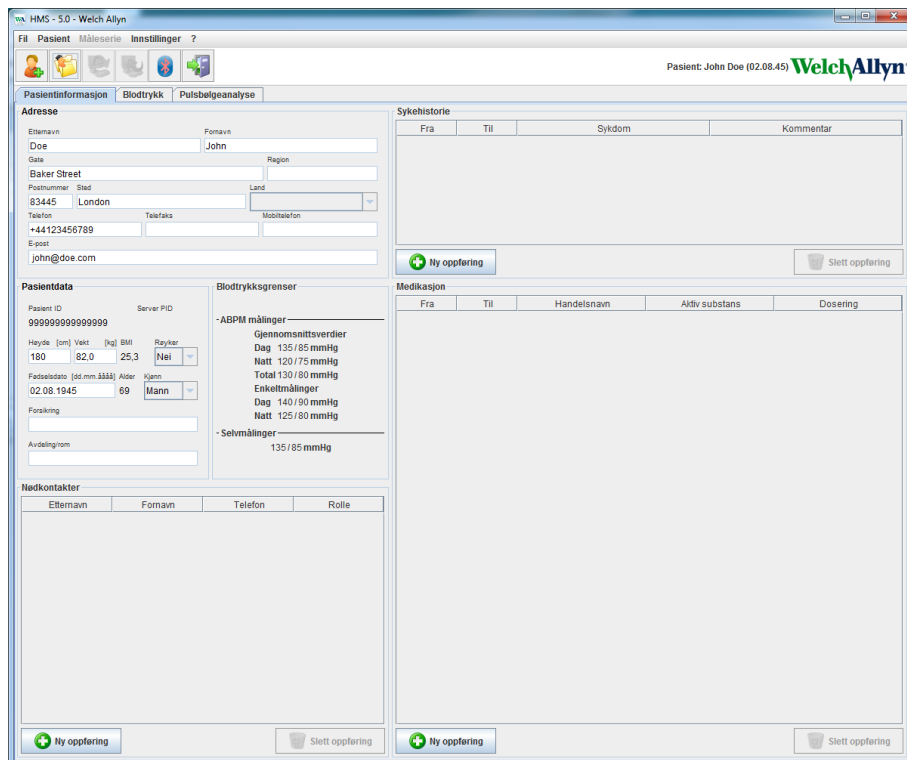 HMS - 5.0 - Welch Allyn
Fil Pasient Måleserie Innstillinger ?
Pasient: John Doe (02.08.45) WelchAllyn
Pasientinformasjon Blodtrykk Pulsbølgeanalyse
Adresse
Etternavn Fornavn
Doe John
Gate Region
Baker Street
Postnummer Sted Land
83445 London
Telefon Telefaks Mobiltelefon
+44123456789
E-post
john@doe.com
Sykehistorie
Fra Til Sykdom Kommentar
Ny oppføring Slett oppføring
Pasientdata
Pasient ID Server PID
999999999999999
Høyde [cm] Vekt [kg] BMI Røyker
180 82,0 25,3 Nei
Fødselsdato [dd.mm.åååå] Alder Kjønn
02.08.1945 69 Mann
Forsikring
Avdeling/rom
Blodtrykksgrenser
- ABPM målinger
Gjennomsnittsverdier
Dag 135/85 mmHg
Natt 120/75 mmHg
Total 130/80 mmHg
Enkeltmålinger
Dag 140/90 mmHg
Natt 125/80 mmHg
- Selvmålinger
135/85 mmHg
Medikasjon
Fra Til Handelsnavn Aktiv substans Dosering
Nødkontakter
Etternavn Fornavn Telefon Rolle
Ny oppføring Slett oppføring
Ny oppføring Slett oppføring